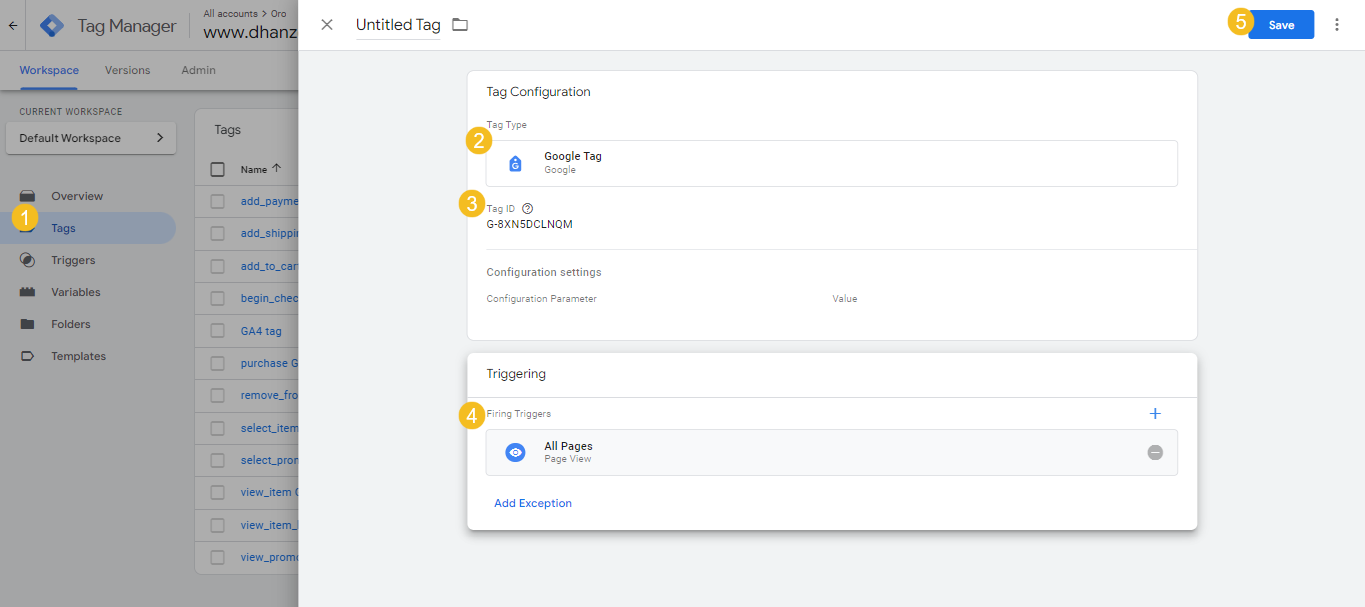 Tag Manager
All accounts > Oro
www.dhanz
Untitled Tag
5
Save
Workspace
Versions
Admin
CURRENT WORKSPACE
Default Workspace
Overview
1
Tags
Triggers
Variables
Folders
Templates
Tags
Name
add_payme
add_shippi
add_to_car
begin_chec
GA4 tag
purchase G
remove_fro
select_item
select_pro
view_item
view_item_
view_promo
Tag Configuration
Tag Type
2
G
Google Tag
Google
3
Tag ID ?
G-8XN5DCLNQM
Configuration settings
Configuration Parameter
Value
Triggering
4
Firing Triggers
+
All Pages
Page View
Add Exception